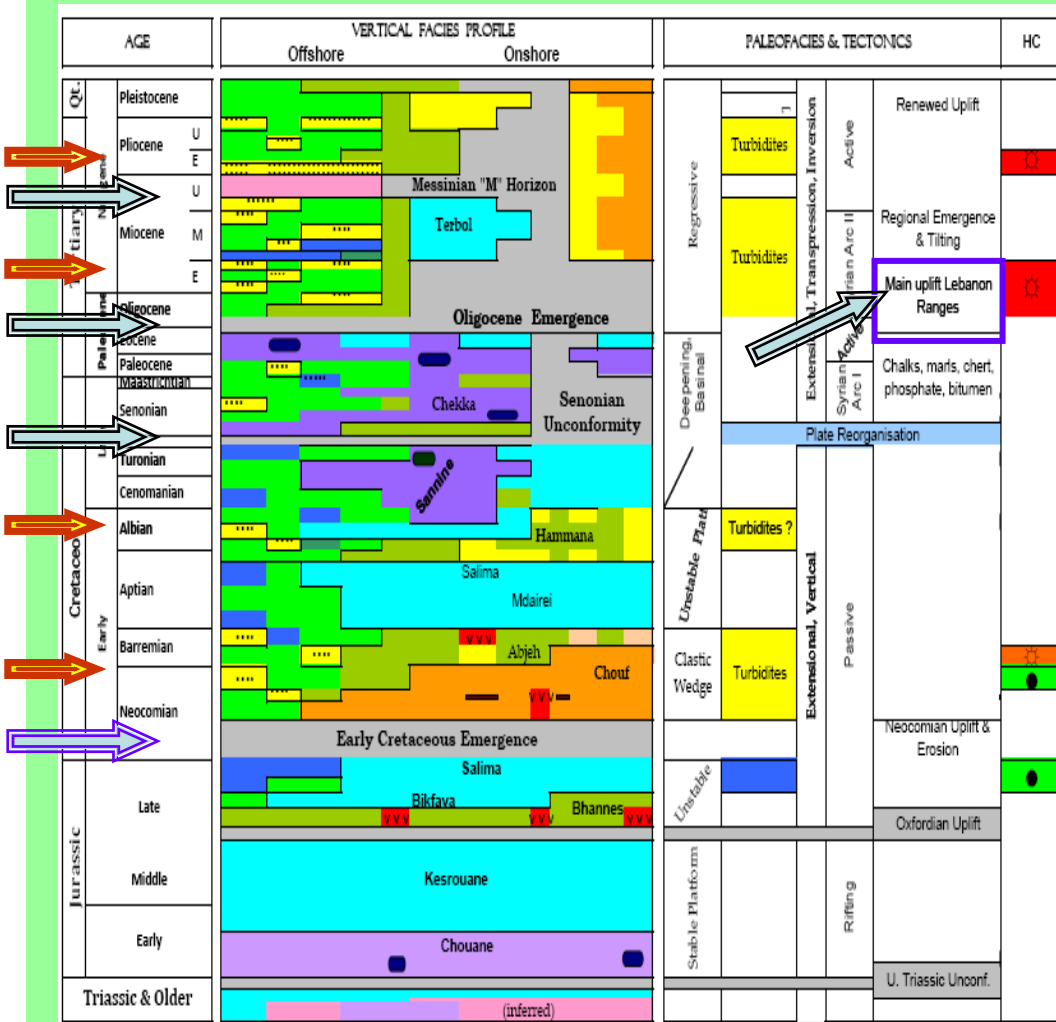 AGE
VERTICAL FACIES PROFILE
Offshore
Onshore
PALEOFACIES & TECTONICS
HC
Qt.
Tertiary
Neogene
Cretaceous
Early
Jurassic
Pleistocene
Pliocene
U
E
Miocene
U
M
E
Oligocene
Eocene
Paleocene
Maastrichtian
Senonian
Turonian
Cenomanian
Albian
Aptian
Barremian
Neocomian
Late
Middle
Early
Triassic & Older
Messinian "M" Horizon
Terbol
Oligocene Emergence
Chekka
Senonian
Unconformity
Sannine
Hammana
Salima
Mdairei
v v v
Abjeh
Chouf
v v v
Early Cretaceous Emergence
Salima
Bikfaya
Bhannes
v v v
v v v
v v v
Kesrouane
Chouane
(inferred)
Regressive
Deepening,
Basinal
Unstable Platf
Clastic
Wedge
Unstable
Stable Platform
Turbidites
Turbidites
Turbidites ?
Turbidites
Extensional, Transpression, Inversion
Extensional, Vertical
Active
Syrian Arc II
Active
Syrian
Arc I
Passive
Rifting
Renewed Uplift
Regional Emergence
& Tilting
Main uplift Lebanon
Ranges
Chalks, marls, chert,
phosphate, bitumen
Plate Reorganisation
Neocomian Uplift &
Erosion
Oxfordian Uplift
U. Triassic Unconf.